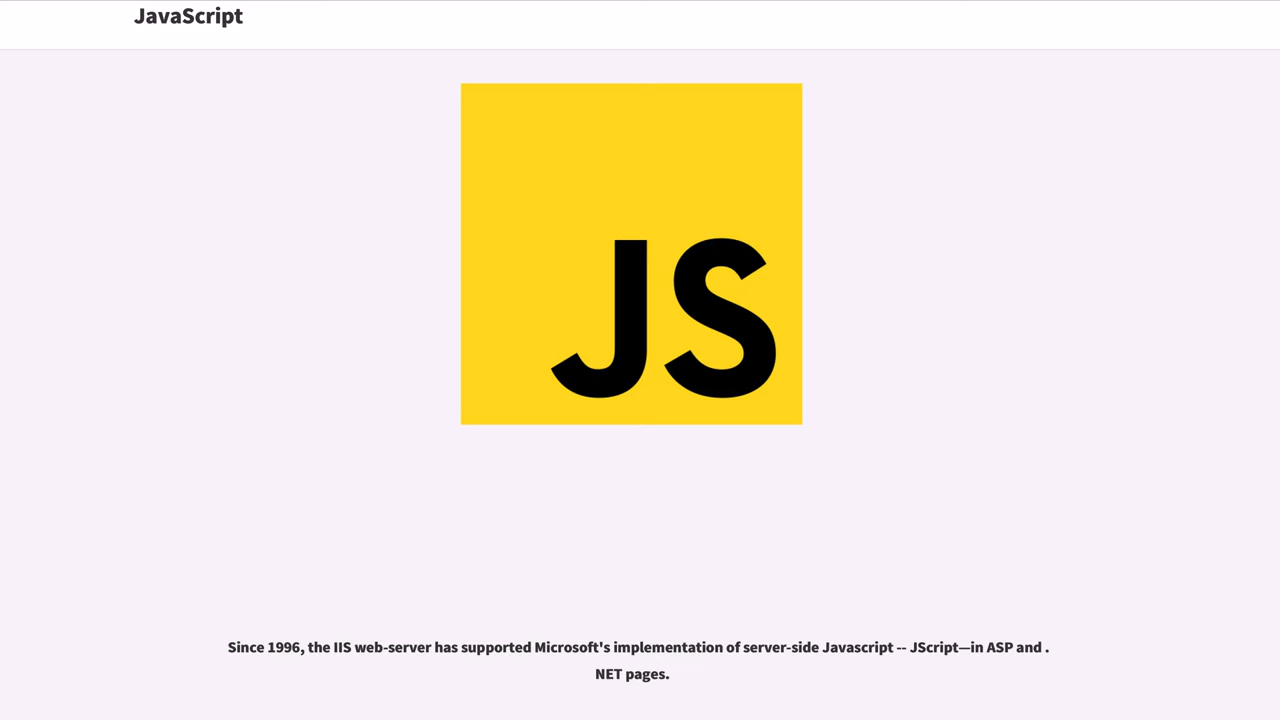 JavaScript
JS
Since 1996, the IIS web-server has supported Microsoft's implementation of server-side Javascript -- JScript—in ASP and .
NET pages.